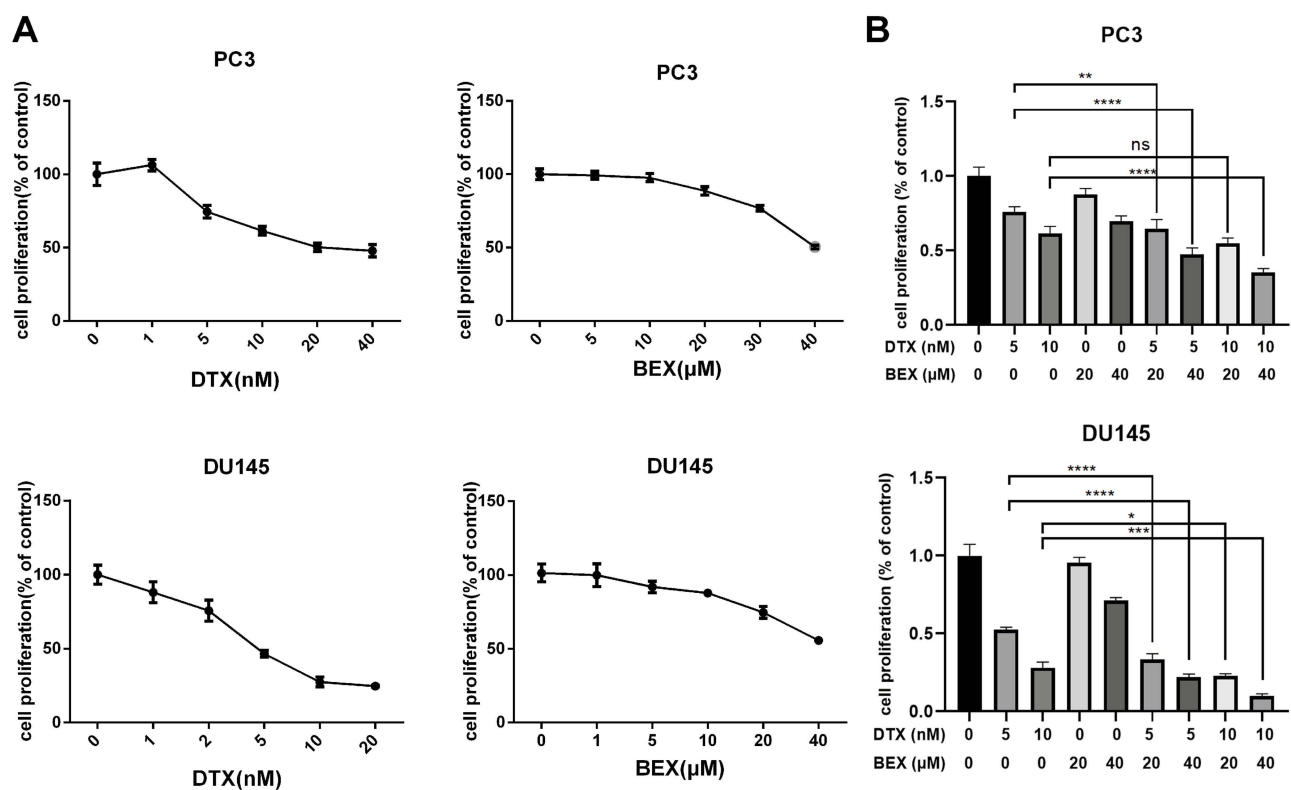 A
B
PC3
cell proliferation(% of control)
150
100
50
0
0 1 5 10 20 40
DTX(nM)
PC3
cell proliferation(% of control)
150
100
50
0
0 5 10 20 30 40
BEX(μM)
PC3
cell proliferation (% of control)
1.5
1.0
0.5
0.0
**
****
ns
****
DTX (nM) 0 5 10 0 0 5 5 10 10
BEX (μM) 0 0 0 20 40 20 40 20 40
DU145
cell proliferation(% of control)
150
100
50
0
0 1 2 5 10 20
DTX(nM)
DU145
cell proliferation(% of control)
150
100
50
0
0 1 5 10 20 40
BEX(μM)
DU145
cell proliferation (% of control)
1.5
1.0
0.5
0.0
****
****
*
***
DTX (nM) 0 5 10 0 0 5 5 10 10
BEX (μM) 0 0 0 20 40 20 40 20 40